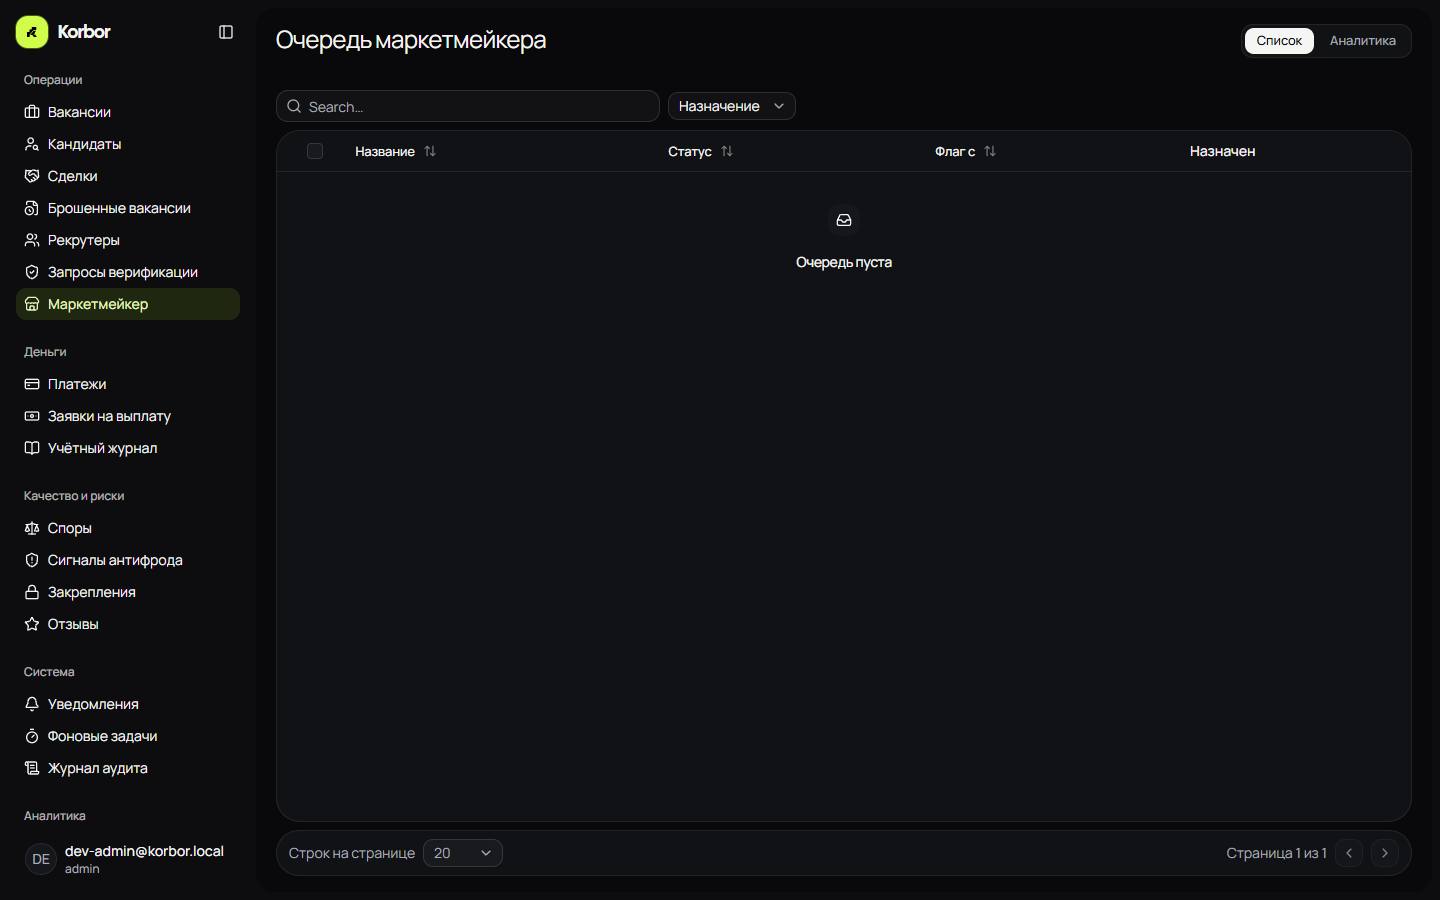 Korbor
Операции
Вакансии
Кандидаты
Сделки
Брошенные вакансии
Рекрутеры
Запросы верификации
Маркетмейкер
Деньги
Платежи
Заявки на выплату
Учётный журнал
Качество и риски
Споры
Сигналы антифрода
Закрепления
Отзывы
Система
Уведомления
Фоновые задачи
Журнал аудита
Аналитика
DE
dev-admin@korbor.local
admin
Очередь маркетмейкера
Список Аналитика
Search...
Назначение
Название Статус Флаг с Назначен
Очередь пуста
Строк на странице 20
Страница 1 из 1